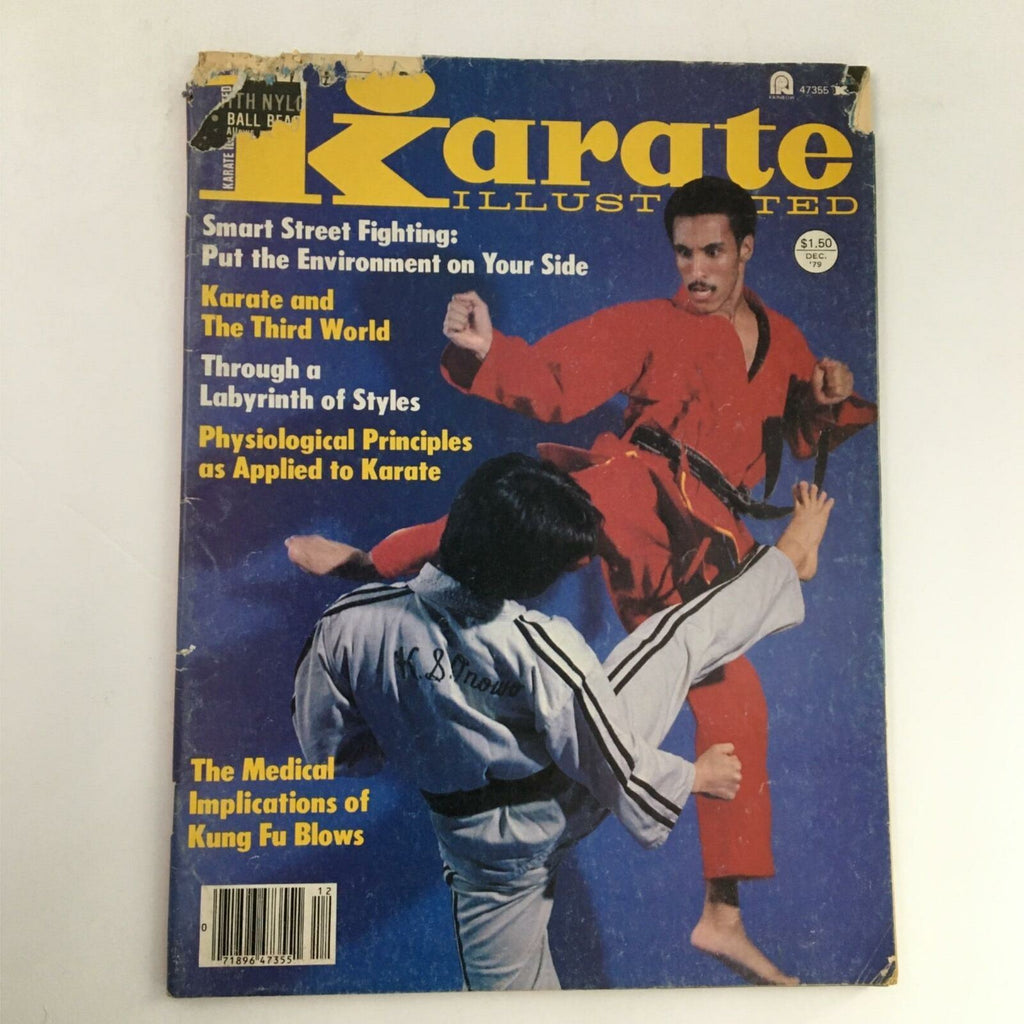 47355
Karate
ILLUST TED
$1.50
DEC.
'79
ITH NYLO
BALL BEA
KARATE
Smart Street Fighting:
Put the Environment on Your Side
Karate and
The Third World
Through a
Labyrinth of Styles
Physiological Principles
as Applied to Karate
K. S.
The Medical
Implications of
Kung Fu Blows
12
0
71896 47355